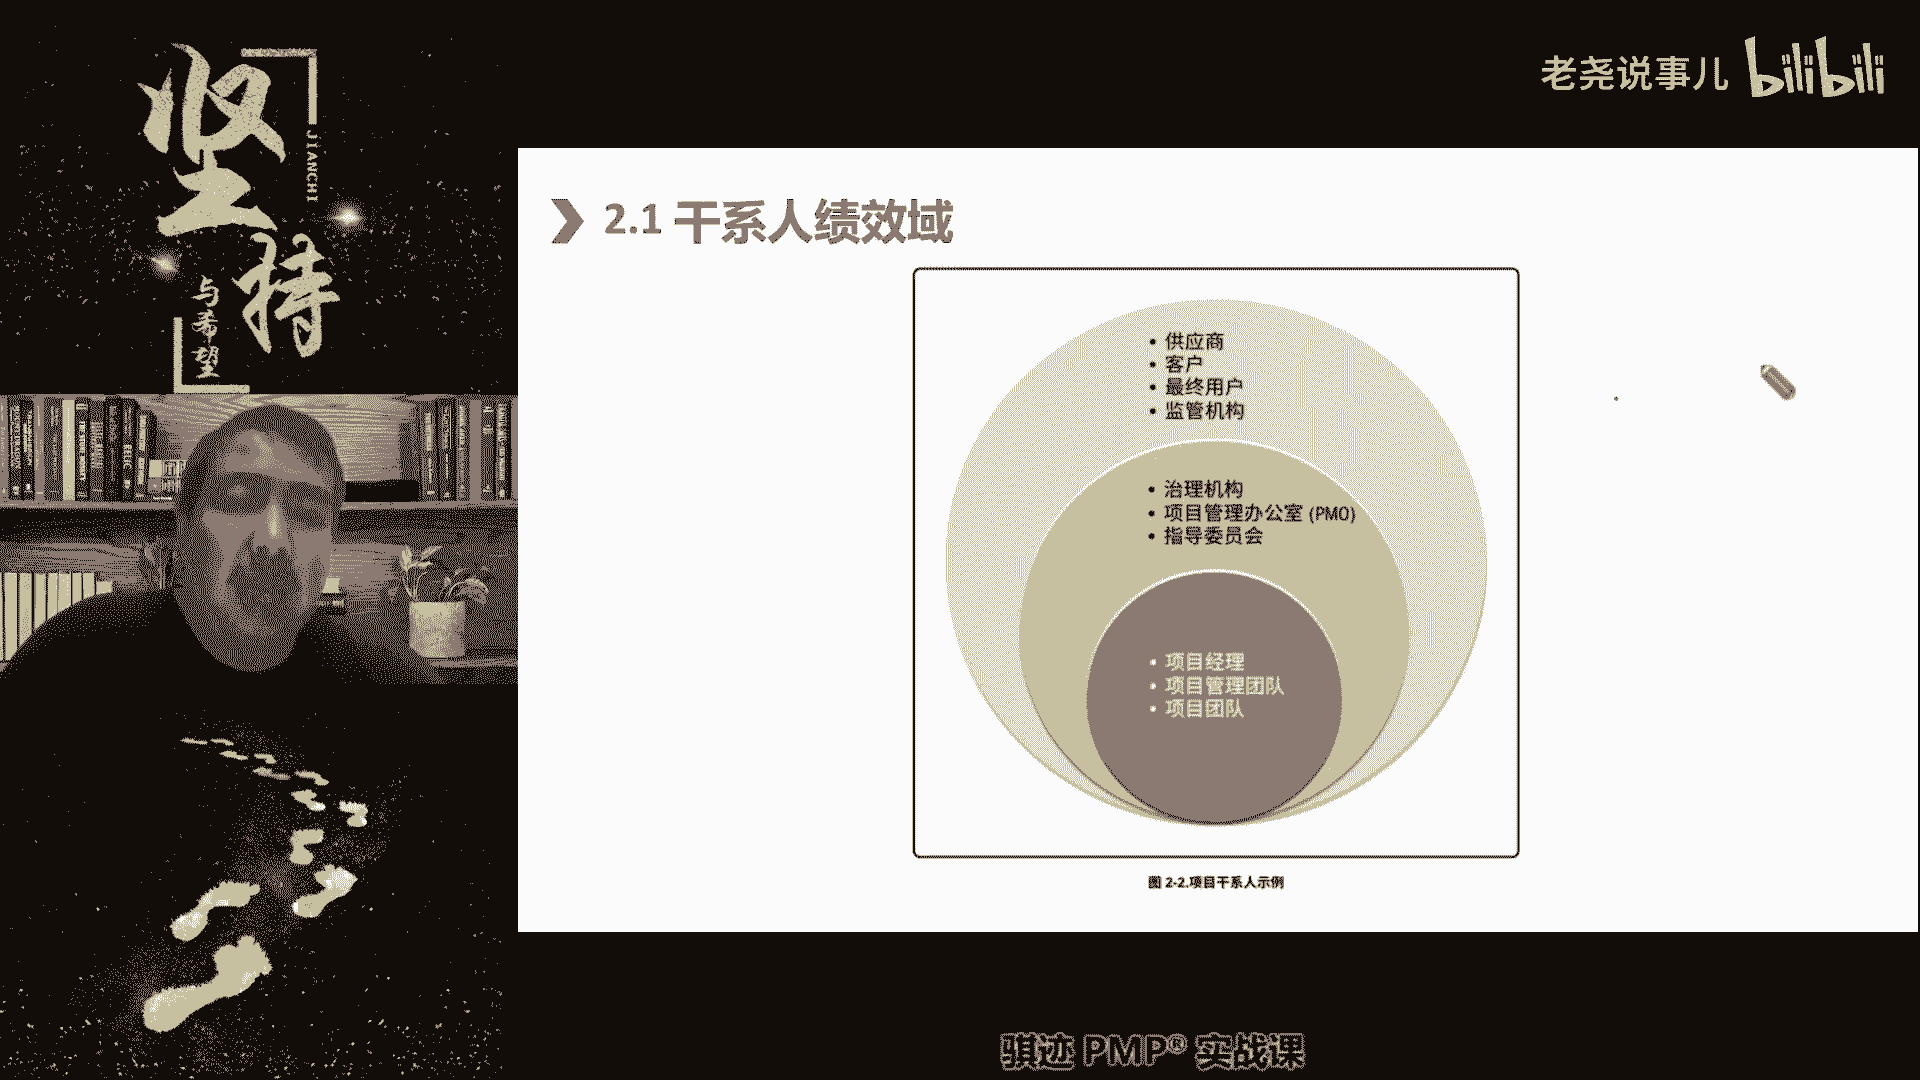 坚持
JIANCHI
与希望
老尧说事儿 bilibili
2.1 干系人绩效域
• 供应商
• 客户
• 最终用户
• 监管机构
• 治理机构
• 项目管理办公室 (PMO)
• 指导委员会
• 项目经理
• 项目管理团队
• 项目团队
图 2-2.项目干系人示例
骐迹 PMP® 实战课